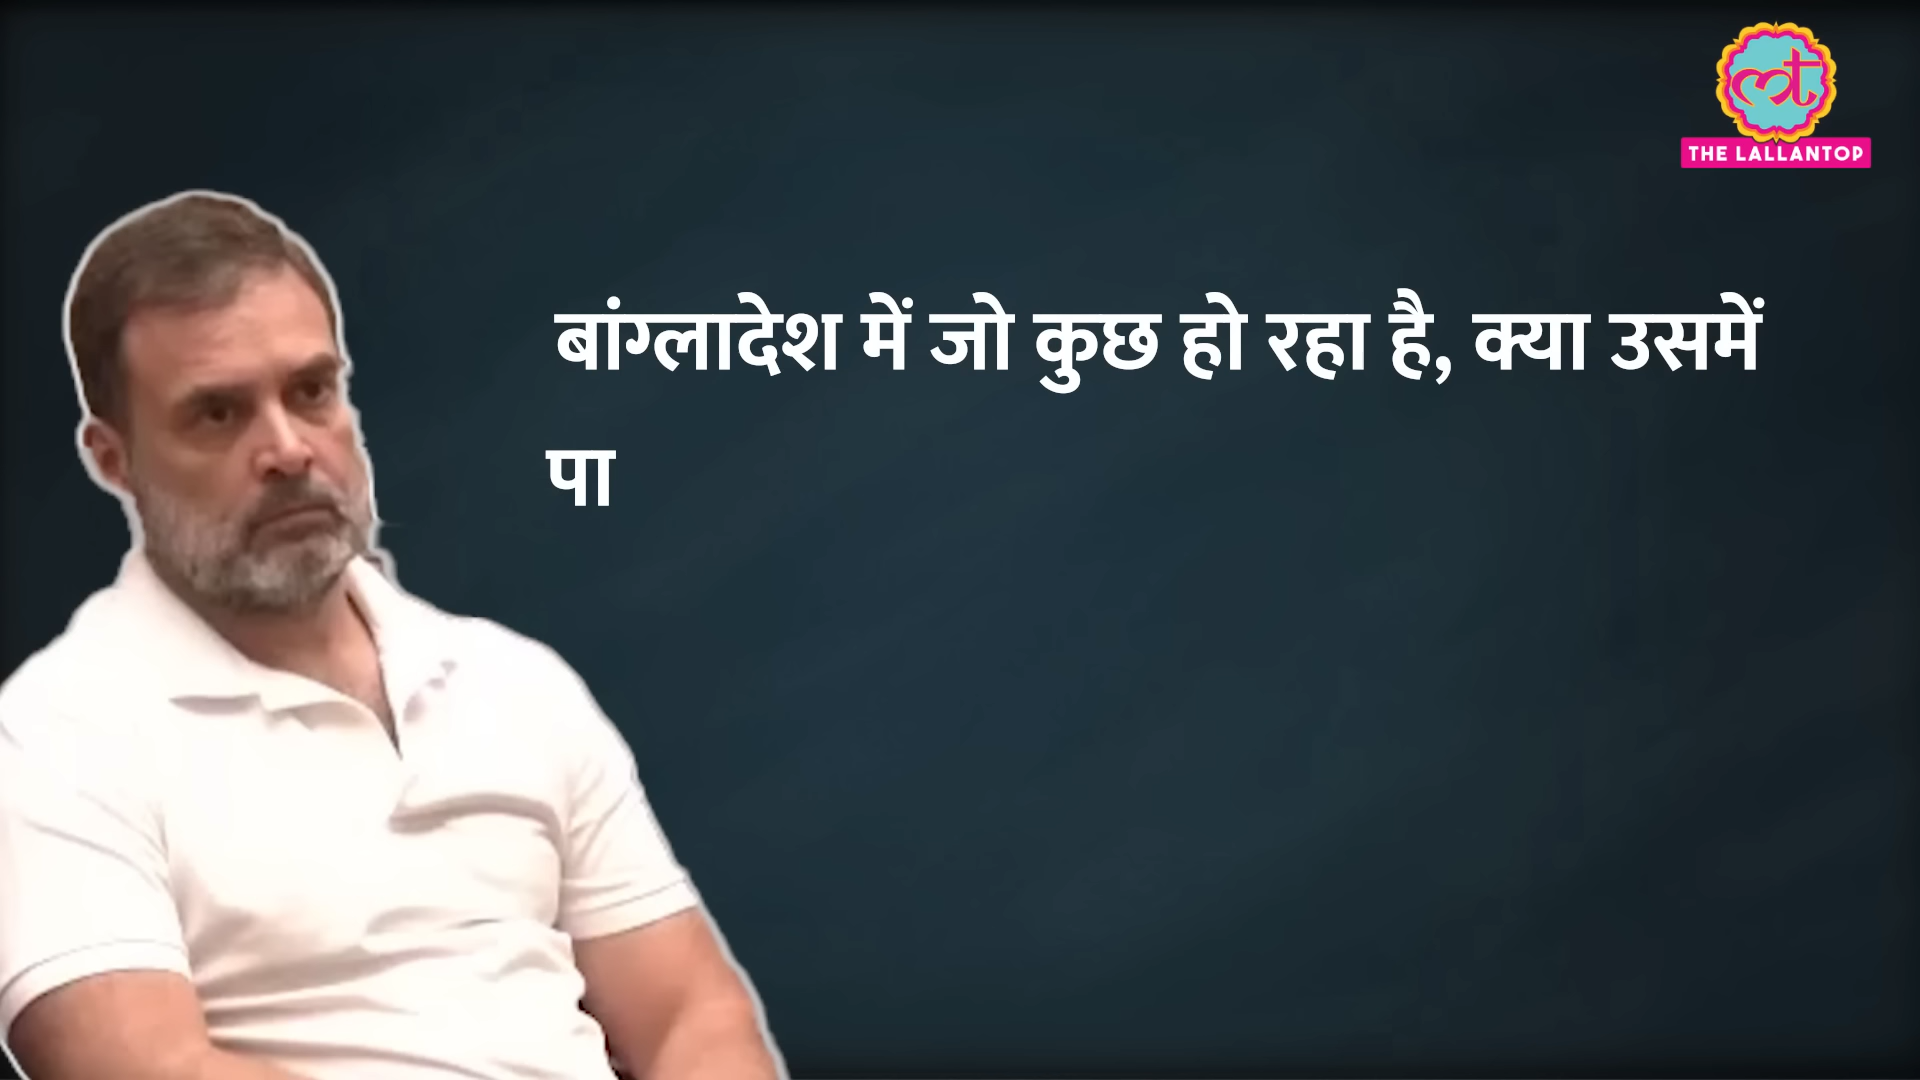 THE LALLANTOP
बांग्लादेश में जो कुछ हो रहा है, क्या उसमें
पा